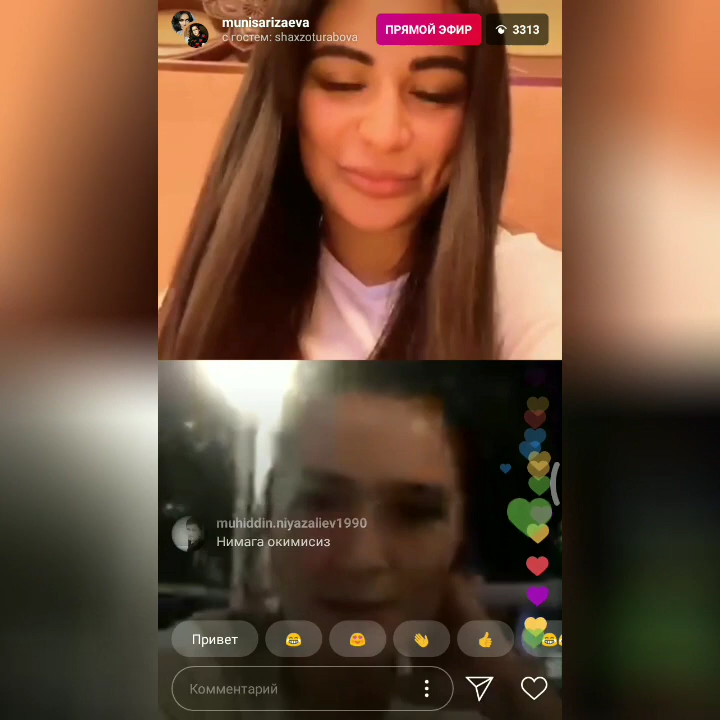 munisarizaeva
с гостем: shaxzoturabova
ПРЯМОЙ ЭФИР
3313
muhiddin.niyazaliev1990
Нимага окимисиз
Привет
Комментарий